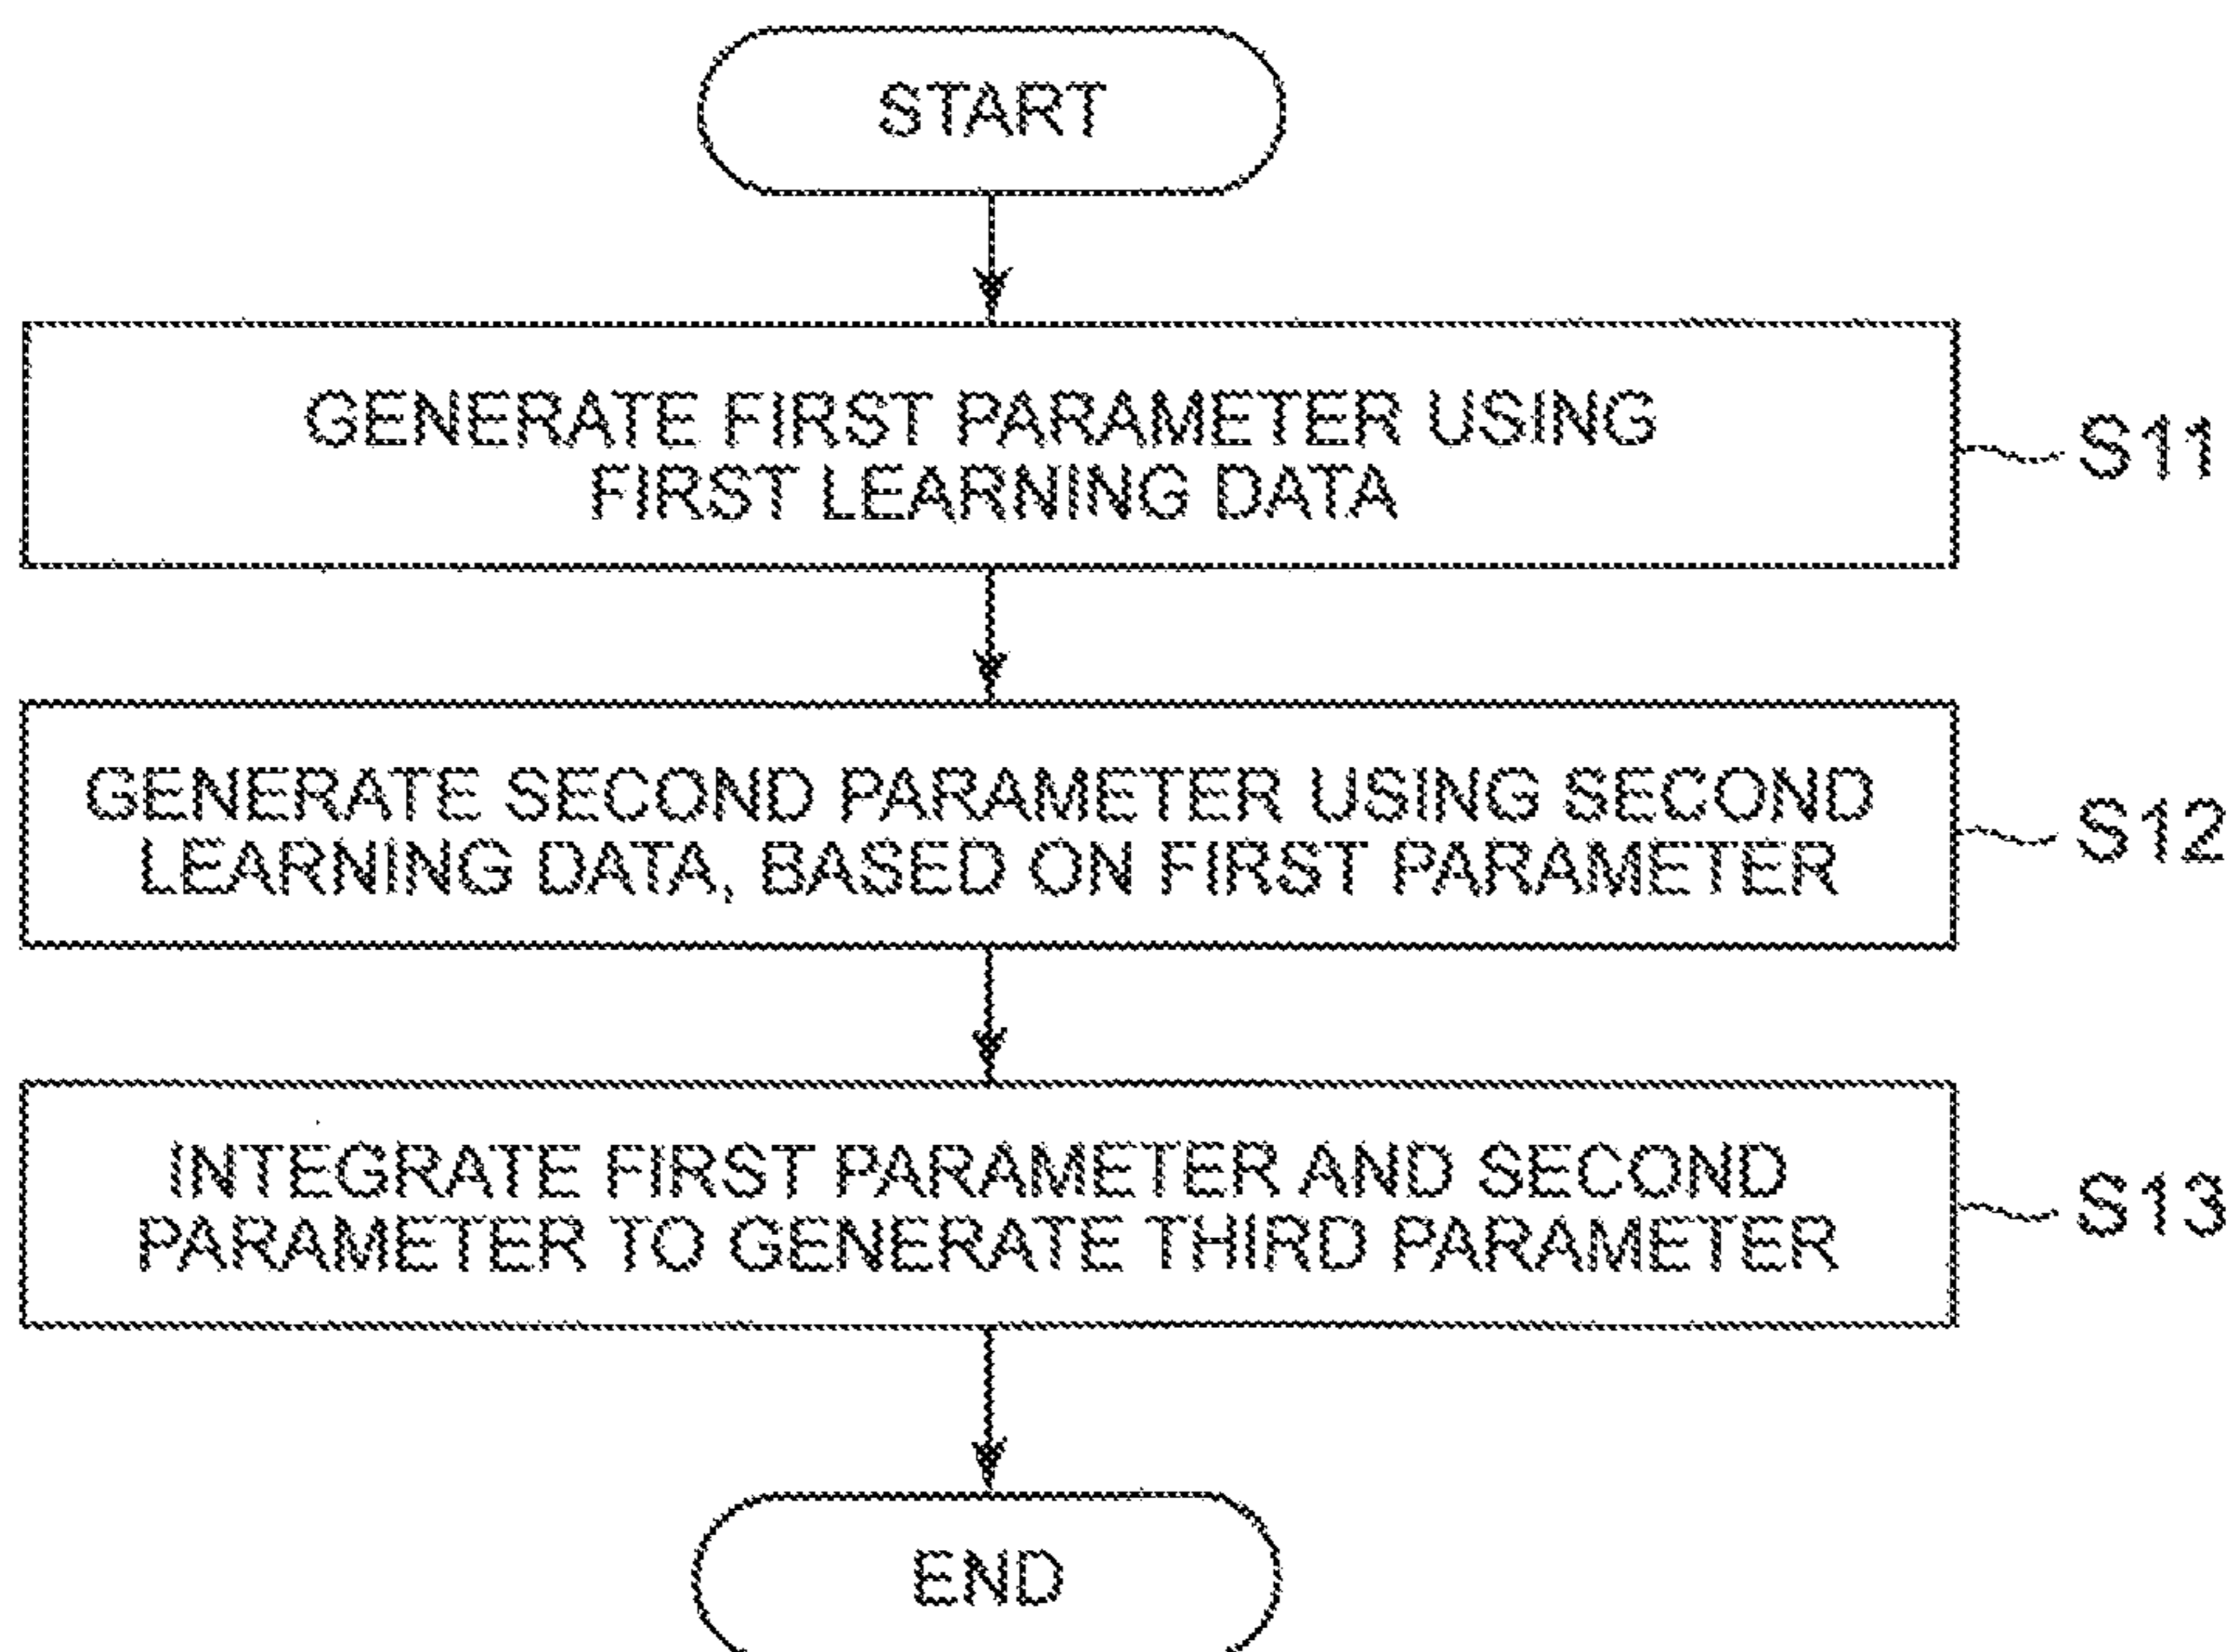 START
GENERATE FIRST PARAMETER USING
FIRST LEARNING DATA
S11
GENERATE SECOND PARAMETER USING SECOND
LEARNING DATA, BASED ON FIRST PARAMETER
S12
INTEGRATE FIRST PARAMETER AND SECOND
PARAMETER TO GENERATE THIRD PARAMETER
S13
END